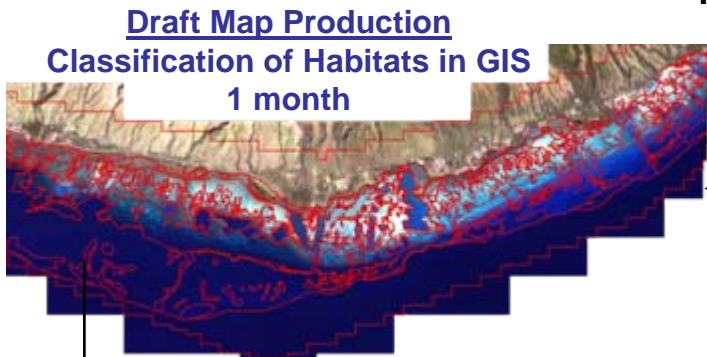 Draft Map Production
Classification of Habitats in GIS
1 month